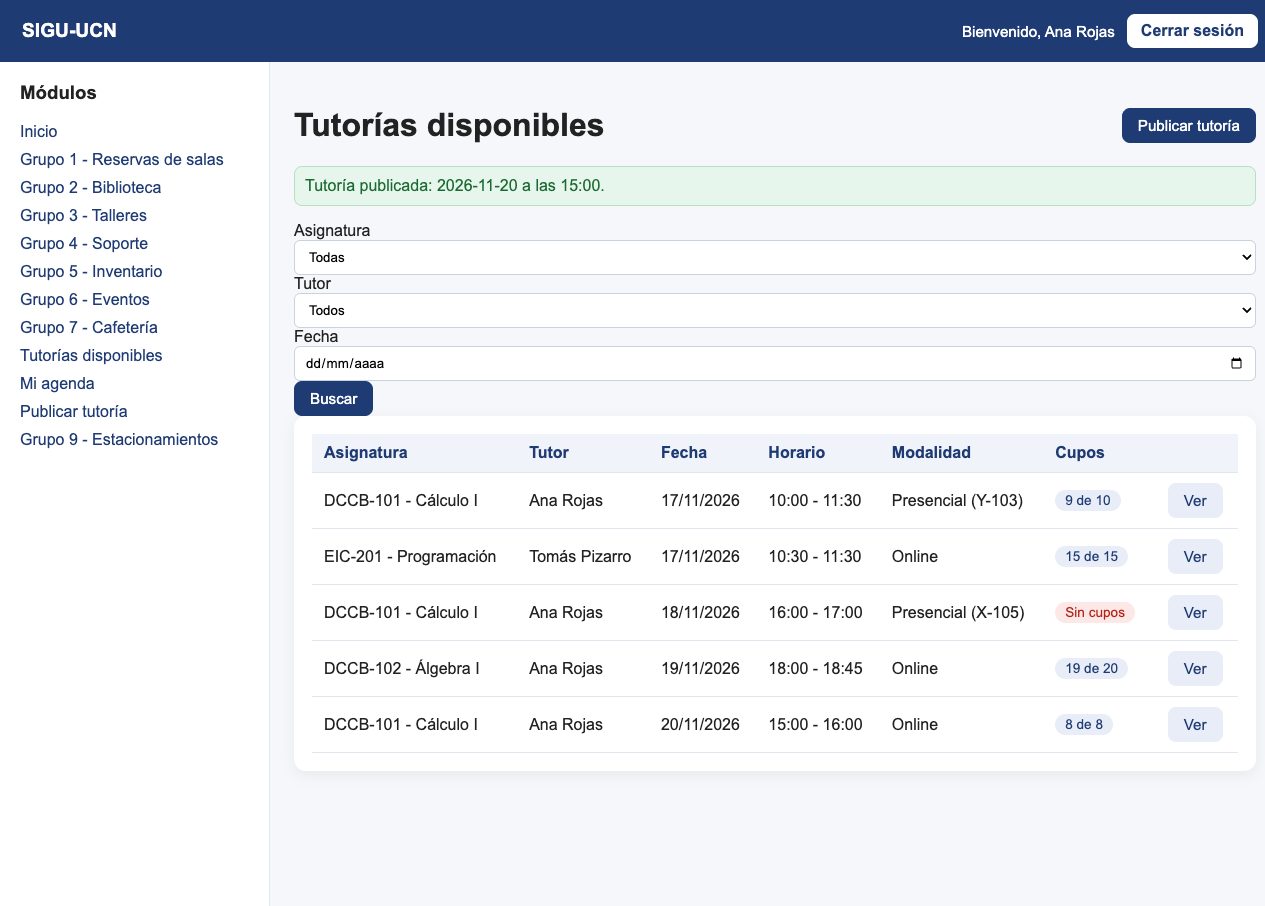 SIGU-UCN
Bienvenido, Ana Rojas
Cerrar sesión
Módulos
Inicio
Grupo 1 - Reservas de salas
Grupo 2 - Biblioteca
Grupo 3 - Talleres
Grupo 4 - Soporte
Grupo 5 - Inventario
Grupo 6 - Eventos
Grupo 7 - Cafetería
Tutorías disponibles
Mi agenda
Publicar tutoría
Grupo 9 - Estacionamientos
Tutorías disponibles
Publicar tutoría
Tutoría publicada: 2026-11-20 a las 15:00.
Asignatura
Todas
Tutor
Todos
Fecha
dd/mm/aaaa
Buscar
Asignatura Tutor Fecha Horario Modalidad Cupos
DCCB-101 - Cálculo I Ana Rojas 17/11/2026 10:00 - 11:30 Presencial (Y-103) 9 de 10 Ver
EIC-201 - Programación Tomás Pizarro 17/11/2026 10:30 - 11:30 Online 15 de 15 Ver
DCCB-101 - Cálculo I Ana Rojas 18/11/2026 16:00 - 17:00 Presencial (X-105) Sin cupos Ver
DCCB-102 - Álgebra I Ana Rojas 19/11/2026 18:00 - 18:45 Online 19 de 20 Ver
DCCB-101 - Cálculo I Ana Rojas 20/11/2026 15:00 - 16:00 Online 8 de 8 Ver